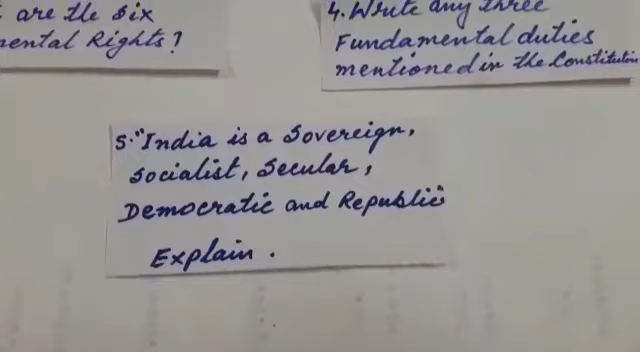 are the six
mental Rights?
4. Write any three
Fundamental duties
mentioned in the Constitution
5. "India is a Sovereign,
Socialist, Secular,
Democratic and Republic"
Explain.